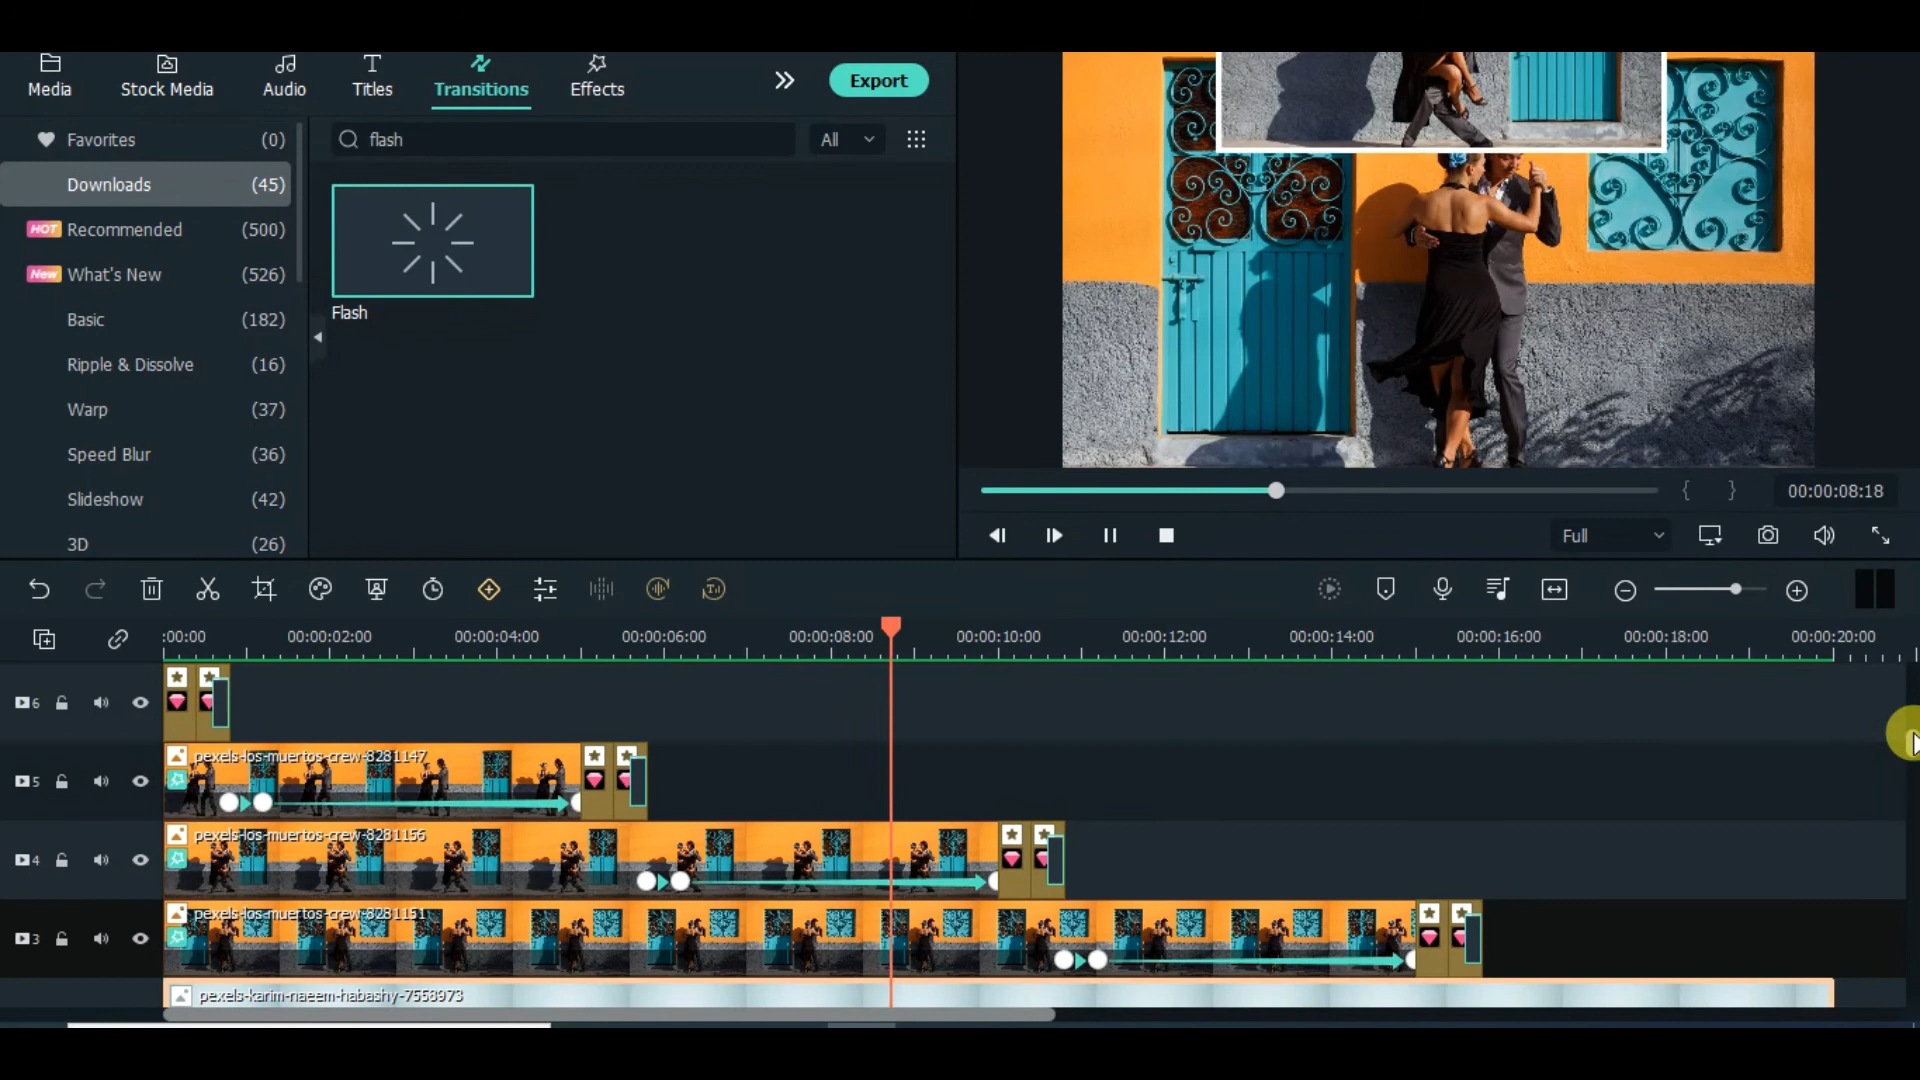 Media
Stock Media
Audio
Titles
Transitions
Effects
Export
Favorites (0)
flash
All
Downloads (45)
HOT Recommended (500)
New What's New (526)
Basic (182)
Flash
Ripple & Dissolve (16)
Warp (37)
Speed Blur (36)
Slideshow (42)
3D (26)
{ } 00:00:08:18
Full
:00:00 00:00:02:00 00:00:04:00 00:00:06:00 00:00:08:00 00:00:10:00 00:00:12:00 00:00:14:00 00:00:16:00 00:00:18:00 00:00:20:00
6
pexels-los-muertos-crew-8281147
5
pexels-los-muertos-crew-8281156
4
pexels-los-muertos-crew-8281151
3
pexels-karim-naeem-habashy-7558973